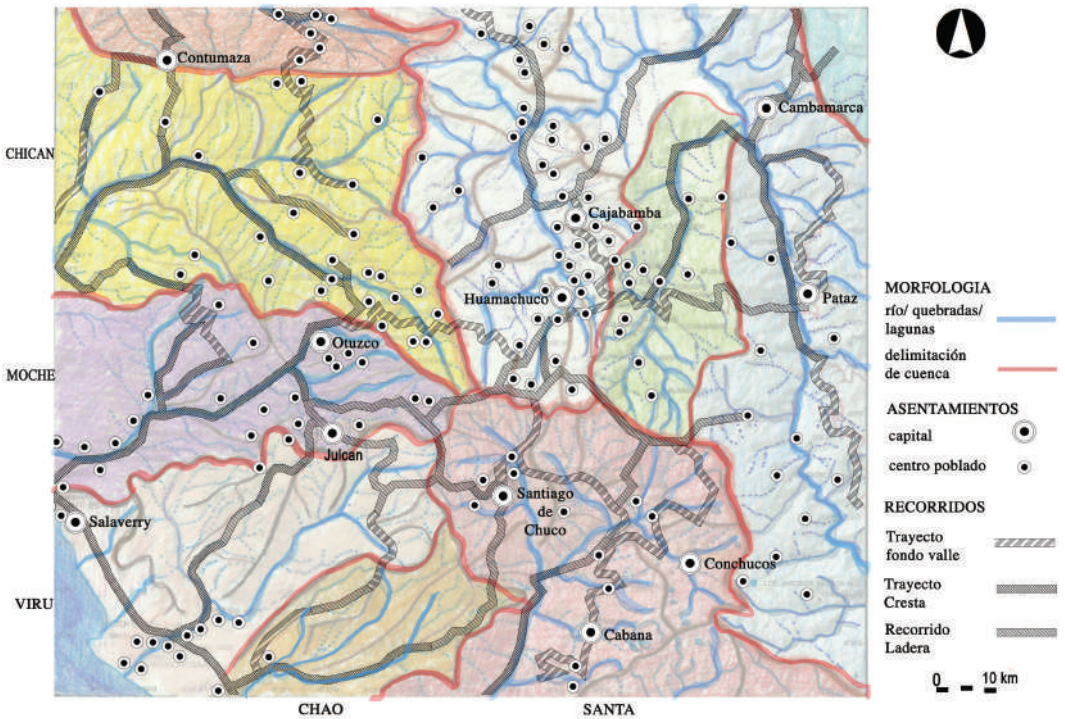 Contumaza
Cambamarca
CHICAN
Cajabamba
Huamachuco
Pataz
Otuzco
MOCHE
Julcan
Santiago
de
Chuco
Salaverry
Conchucos
VIRU
Cabana
CHAO
SANTA
MORFOLOGIA
río/ quebradas/
lagunas
delimitación
de cuenca
ASENTAMIENTOS
capital
centro poblado
RECORRIDOS
Trayecto
fondo valle
Trayecto
Cresta
Recorrido
Ladera
0 10 km